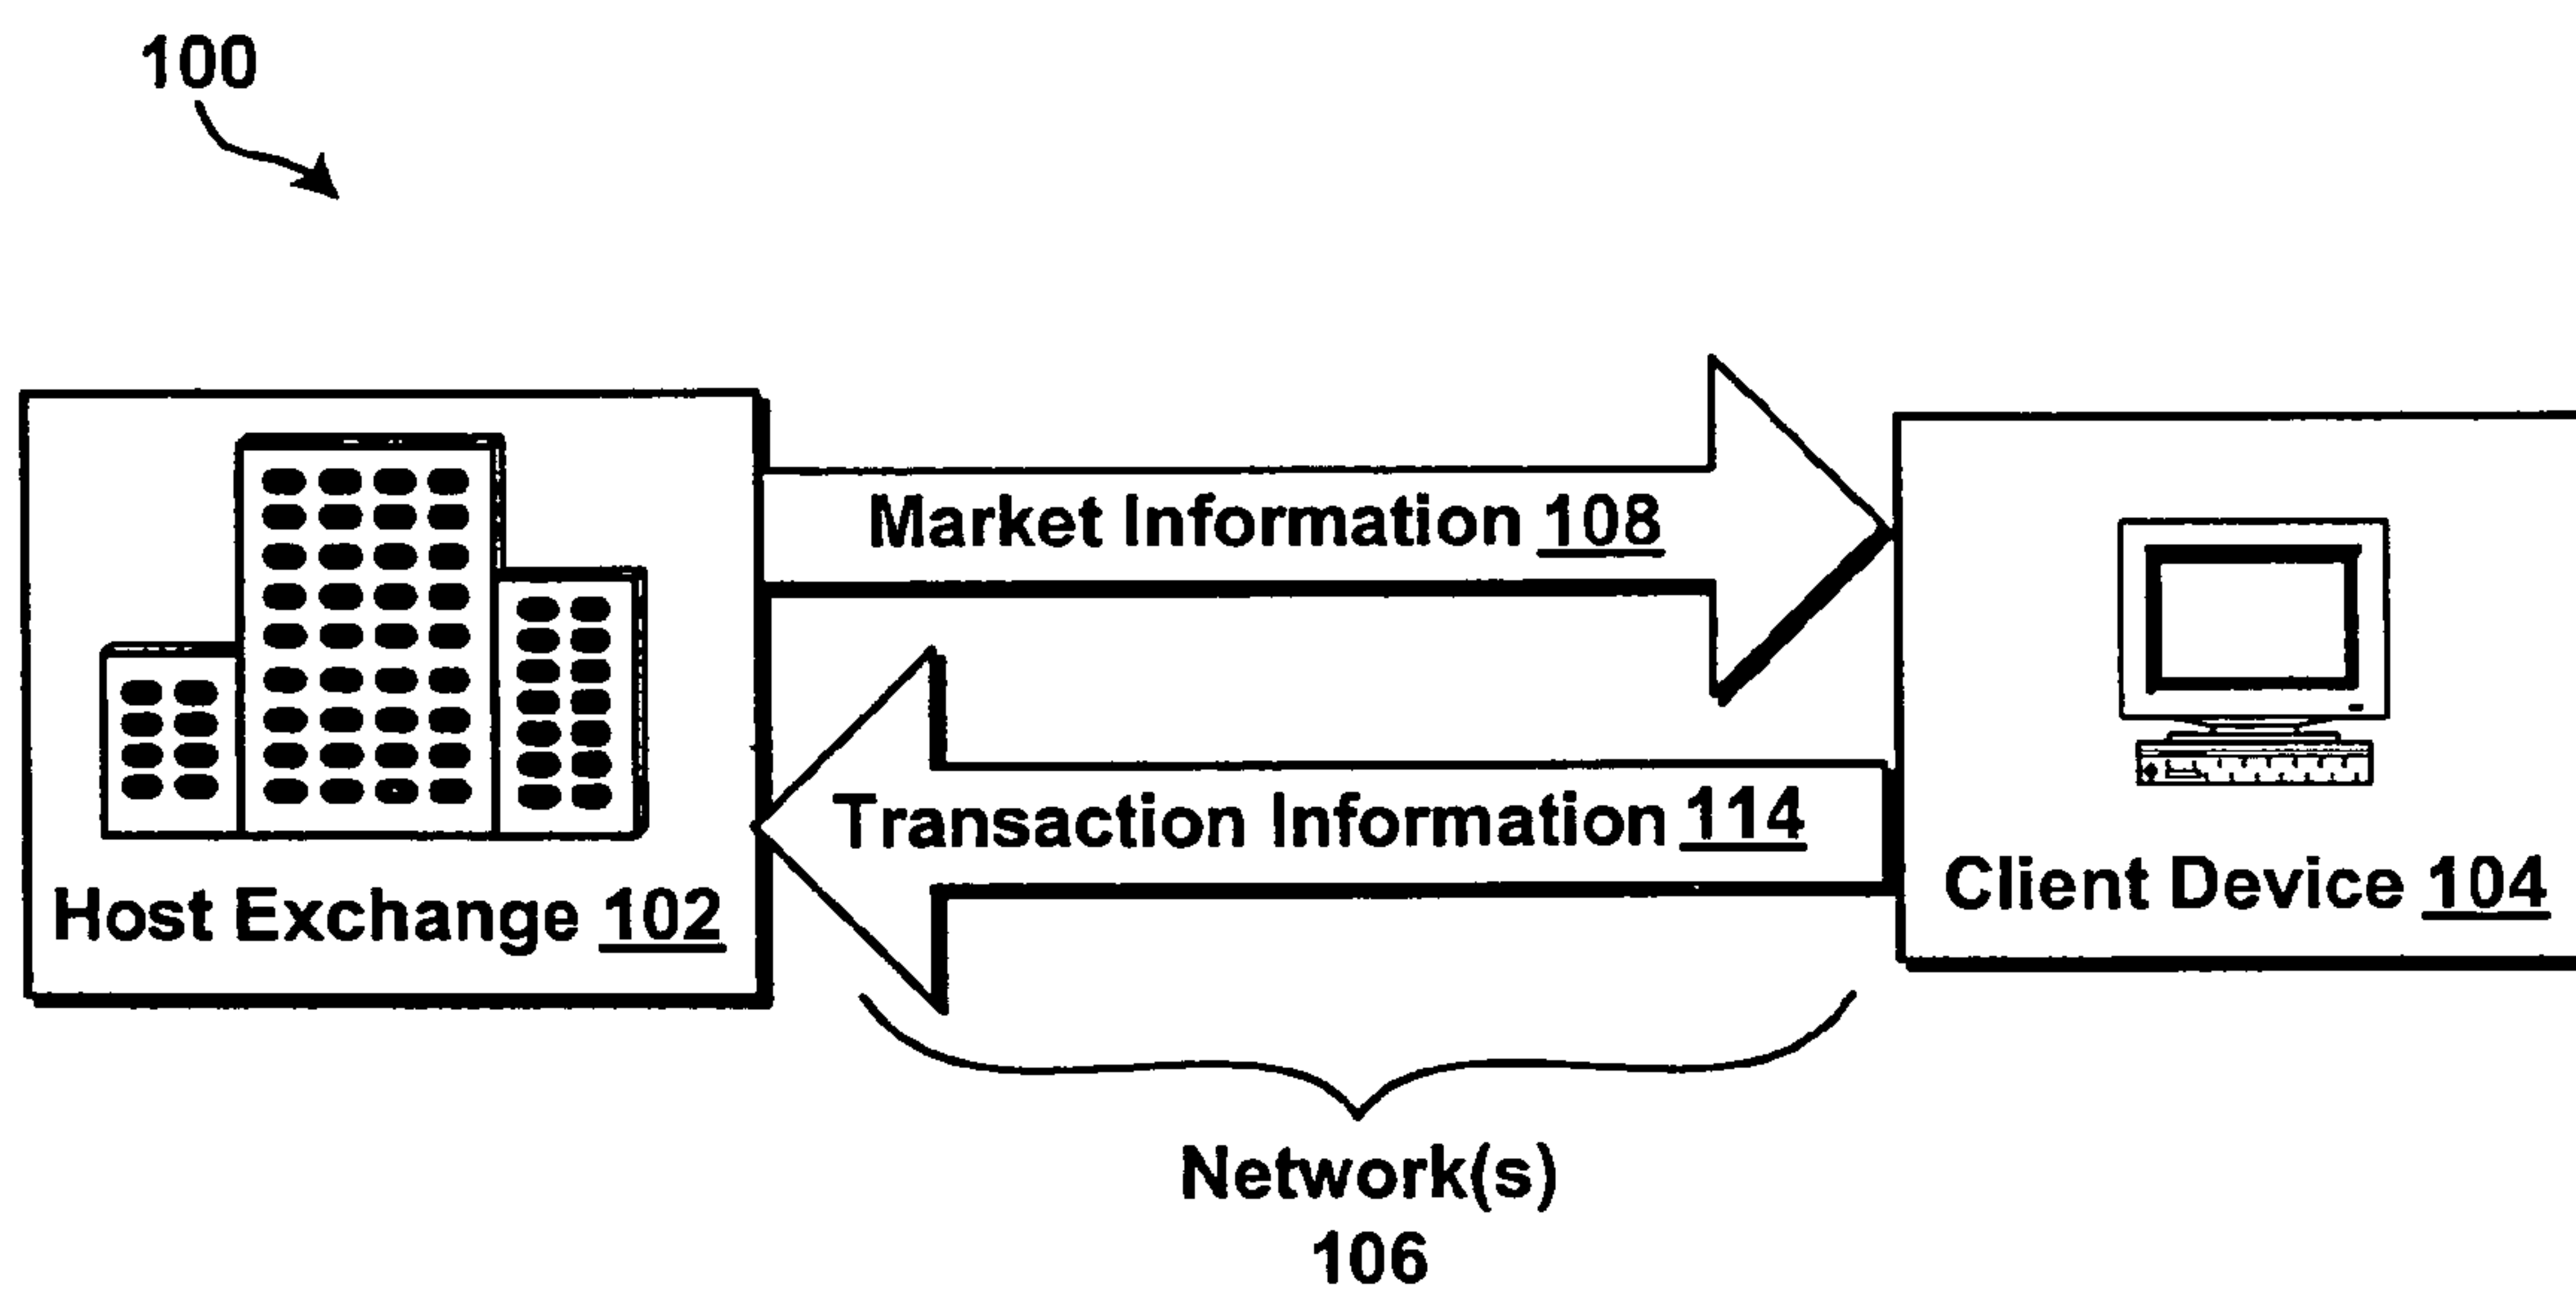 100
Market Information 108
Transaction Information 114
Host Exchange 102
Client Device 104
Network(s)
106